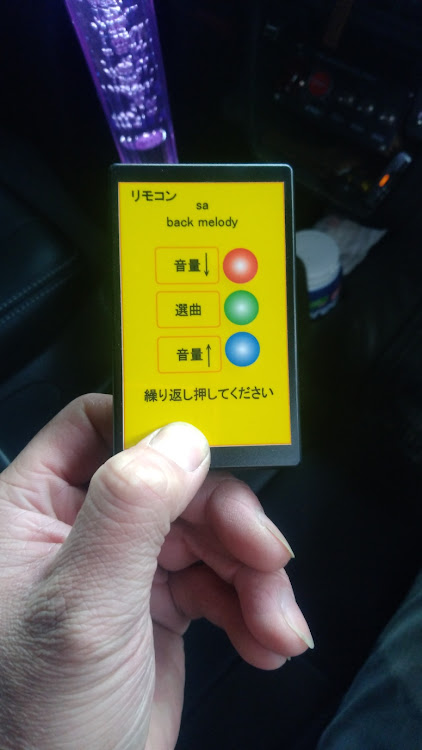 リモコン
sa
back melody
音量↓
選曲
音量↑
繰り返し押してください